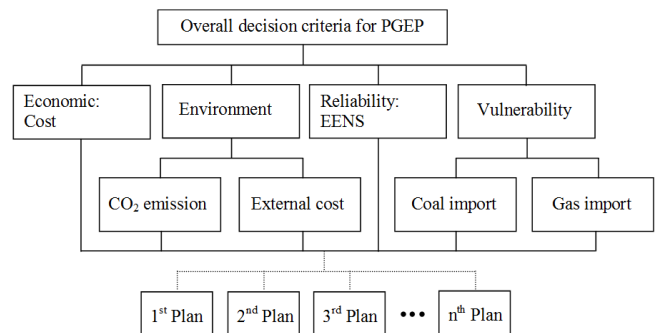 Overall decision criteria for PGEP
Economic:
Cost
Environment
Reliability:
EENS
Vulnerability
CO₂ emission
External cost
Coal import
Gas import
1ˢᵗ Plan
2ⁿᵈ Plan
3ʳᵈ Plan
•••
nᵗʰ Plan